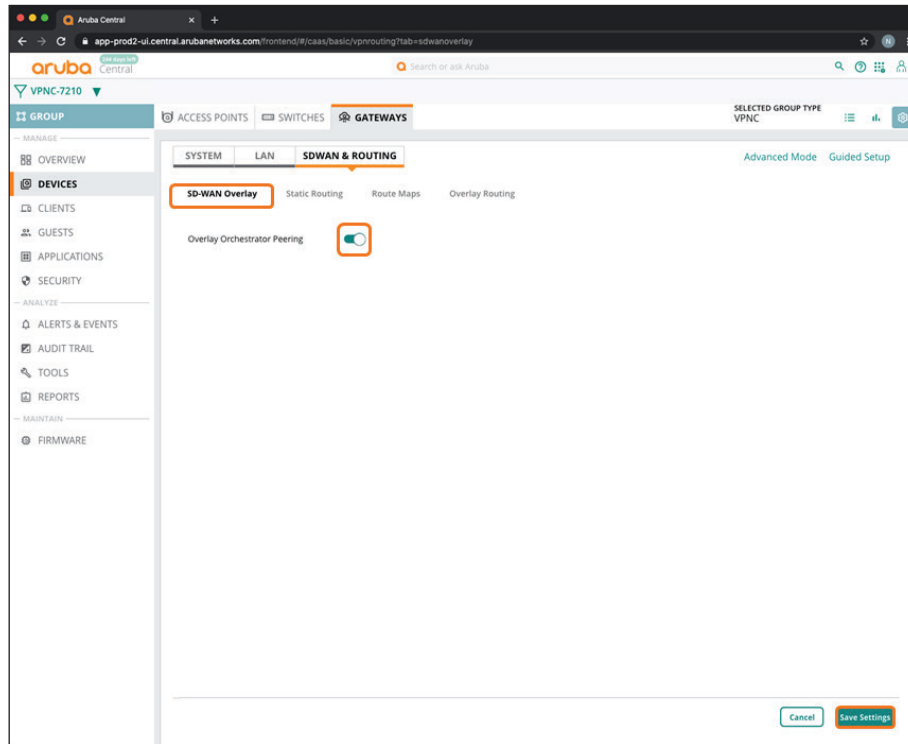 Aruba Central
app-prod2-ui.central.arubanetworks.com/frontend/#/caas/basic/vpnrouting?tab=sdwanoverlay
N
aruba Central
246 days left
Search or ask Aruba
VPNC-7210
GROUP
ACCESS POINTS SWITCHES GATEWAYS
SELECTED GROUP TYPE
VPNC
MANAGE
OVERVIEW
DEVICES
CLIENTS
GUESTS
APPLICATIONS
SECURITY
ANALYZE
ALERTS & EVENTS
AUDIT TRAIL
TOOLS
REPORTS
MAINTAIN
FIRMWARE
SYSTEM LAN SDWAN & ROUTING
Advanced Mode Guided Setup
SD-WAN Overlay Static Routing Route Maps Overlay Routing
Overlay Orchestrator Peering
Cancel Save Settings